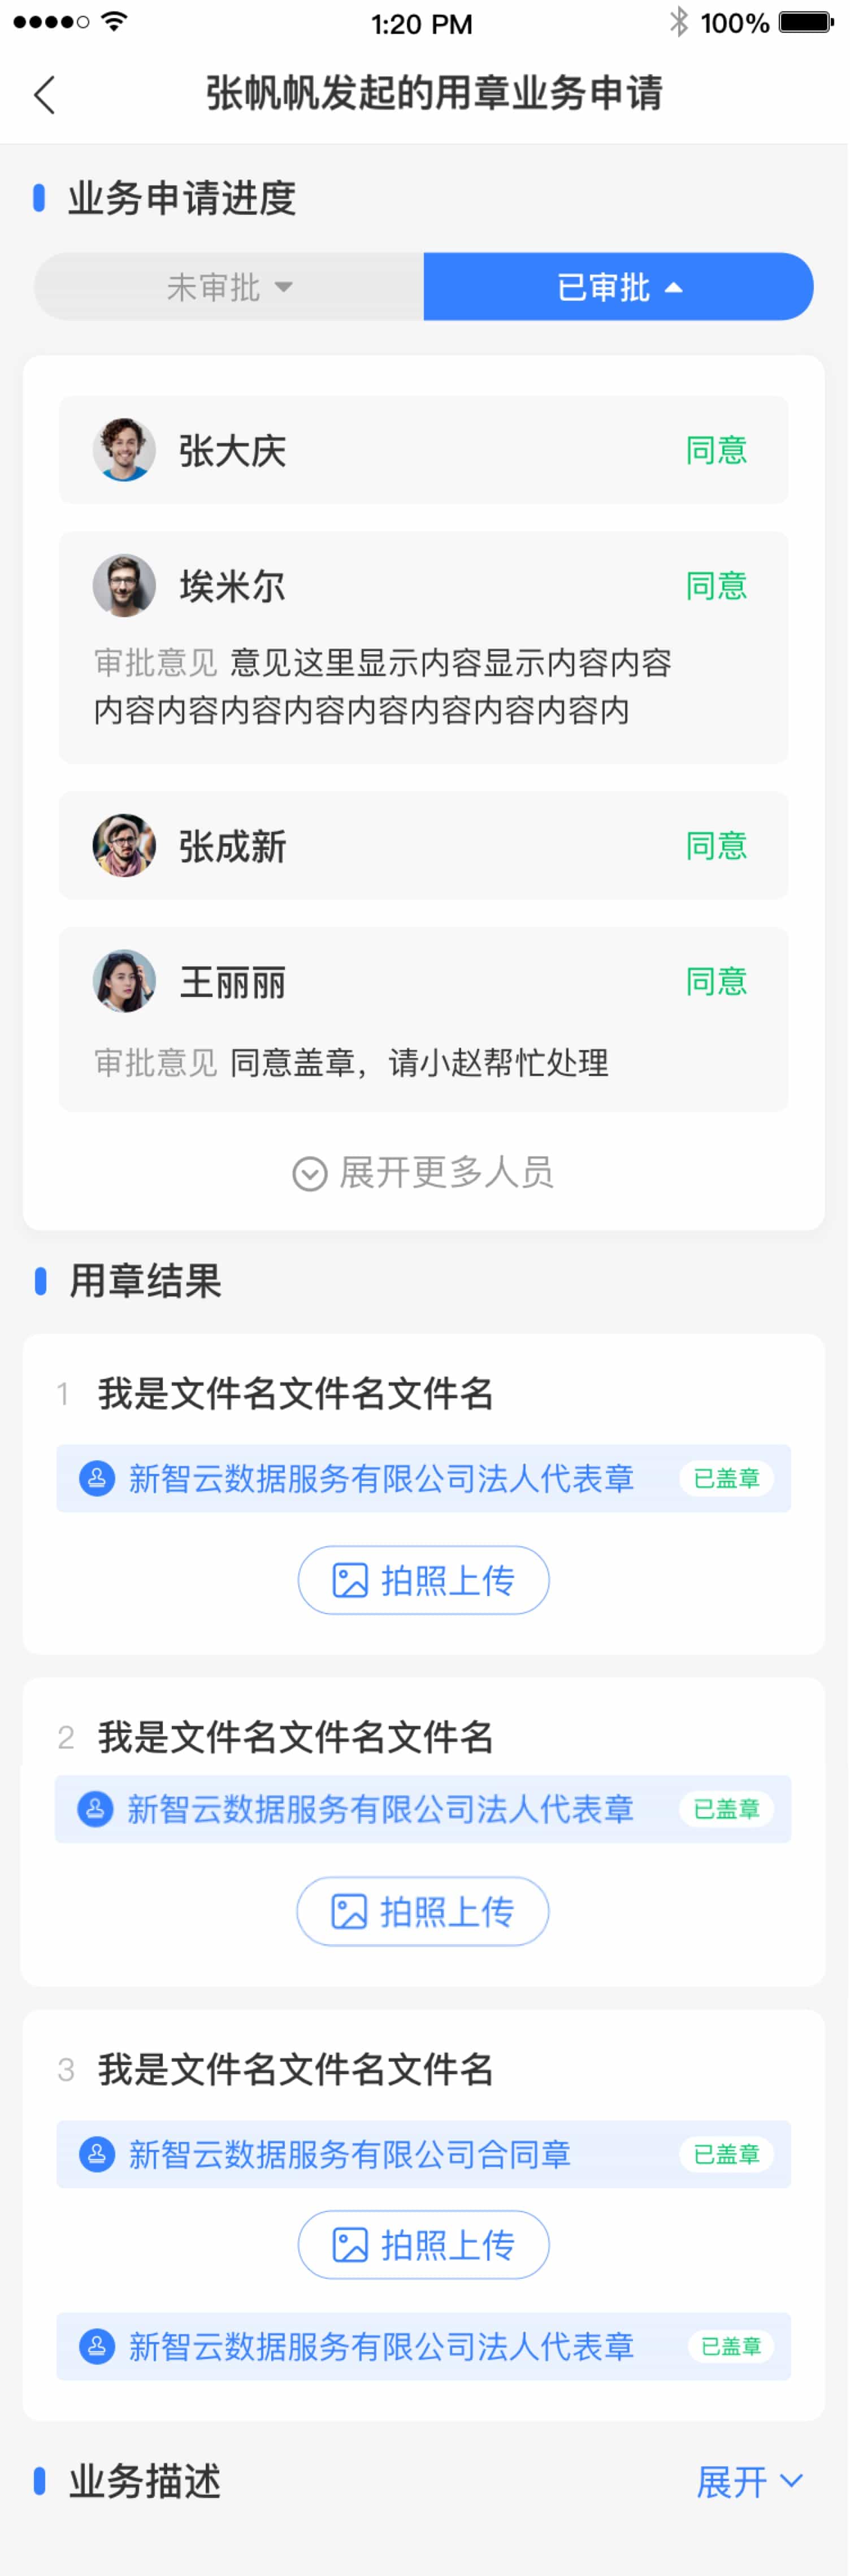 1:20 PM
100%
张帆帆发起的用章业务申请
业务申请进度
未审批
已审批
张大庆
同意
埃米尔
同意
审批意见 意见这里显示内容显示内容内容
内容内容内容内容内容内容内容内容内
张成新
同意
王丽丽
同意
审批意见 同意盖章，请小赵帮忙处理
展开更多人员
用章结果
1 我是文件名文件名文件名
新智云数据服务有限公司法人代表章 已盖章
拍照上传
2 我是文件名文件名文件名
新智云数据服务有限公司法人代表章 已盖章
拍照上传
3 我是文件名文件名文件名
新智云数据服务有限公司合同章 已盖章
拍照上传
新智云数据服务有限公司法人代表章 已盖章
业务描述
展开